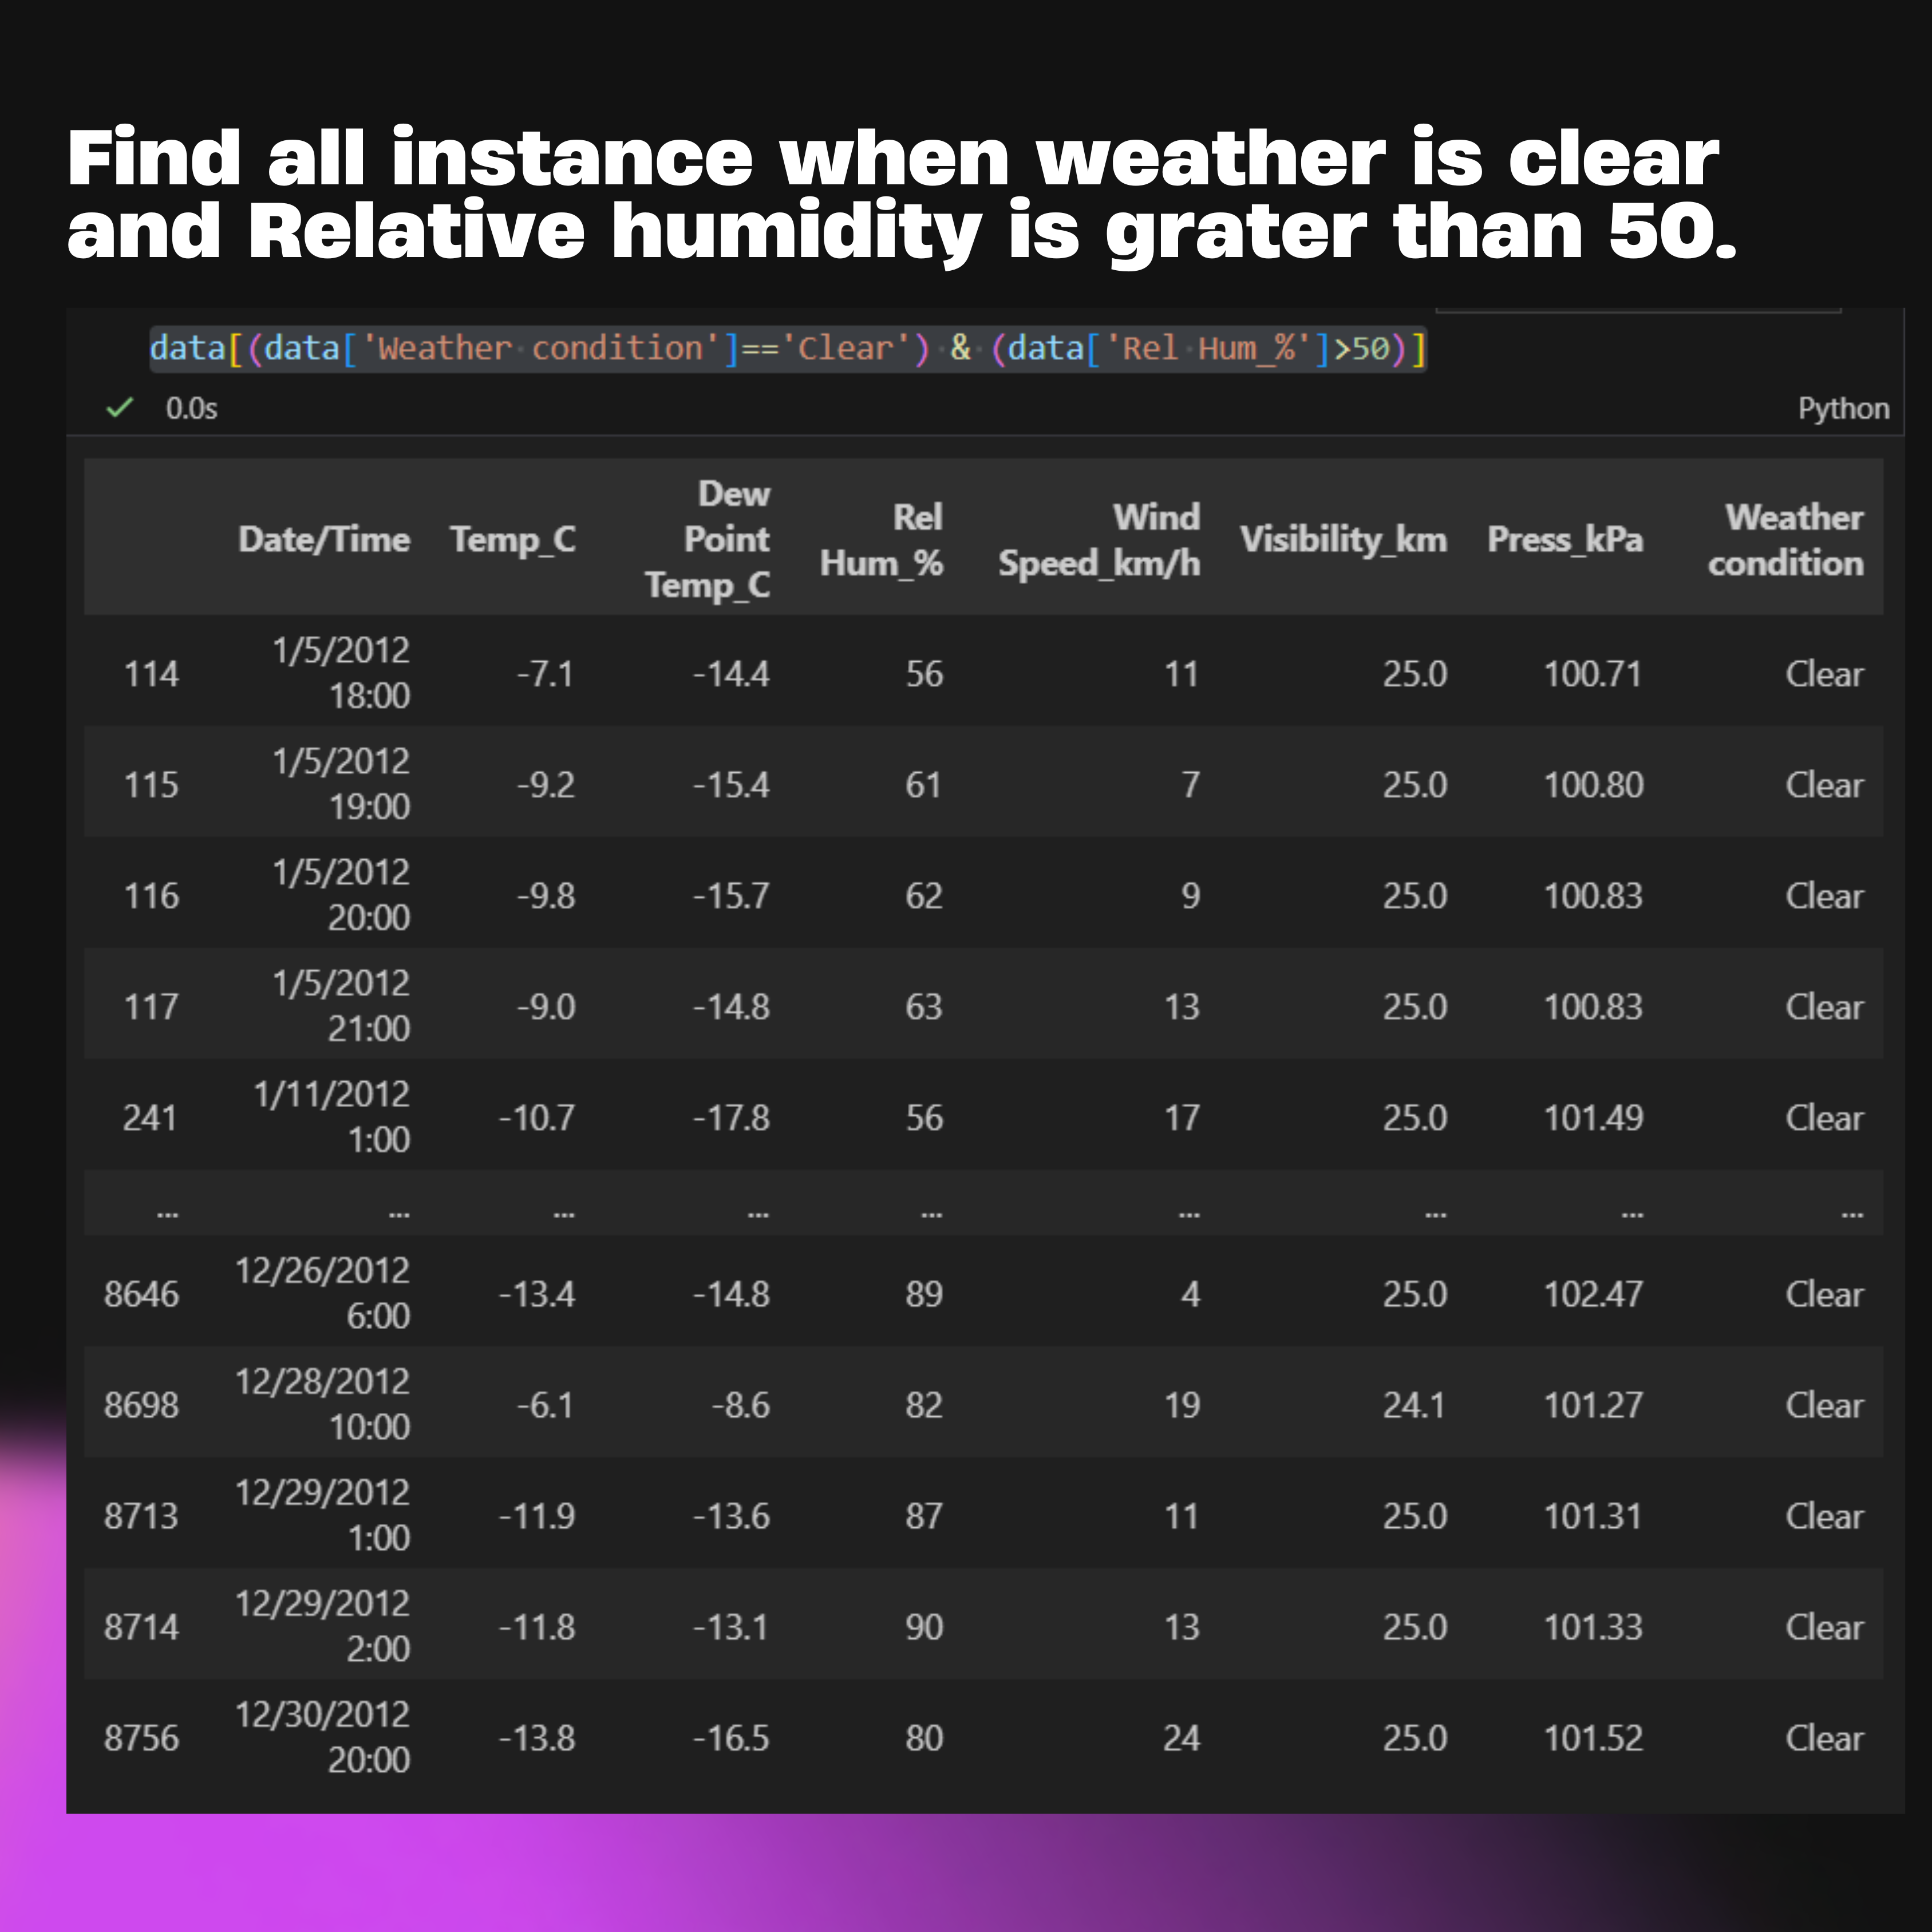 Find all instance when weather is clear
and Relative humidity is grater than 50.
data[(data['Weather condition']=='Clear') & (data['Rel Hum_%']>50)]
0.0s Python
Date/Time Temp_C Dew Point Temp_C Rel Hum_% Wind Speed_km/h Visibility_km Press_kPa Weather condition
114 1/5/2012 18:00 -7.1 -14.4 56 11 25.0 100.71 Clear
115 1/5/2012 19:00 -9.2 -15.4 61 7 25.0 100.80 Clear
116 1/5/2012 20:00 -9.8 -15.7 62 9 25.0 100.83 Clear
117 1/5/2012 21:00 -9.0 -14.8 63 13 25.0 100.83 Clear
241 1/11/2012 1:00 -10.7 -17.8 56 17 25.0 101.49 Clear
... ... ... ... ... ... ... ... ...
8646 12/26/2012 6:00 -13.4 -14.8 89 4 25.0 102.47 Clear
8698 12/28/2012 10:00 -6.1 -8.6 82 19 24.1 101.27 Clear
8713 12/29/2012 1:00 -11.9 -13.6 87 11 25.0 101.31 Clear
8714 12/29/2012 2:00 -11.8 -13.1 90 13 25.0 101.33 Clear
8756 12/30/2012 20:00 -13.8 -16.5 80 24 25.0 101.52 Clear